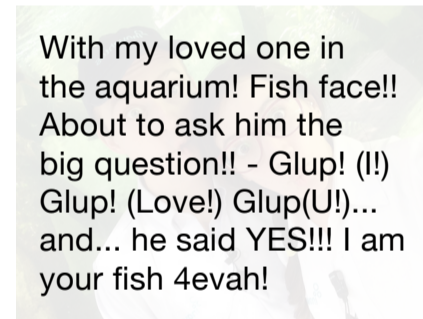 With my loved one in
the aquarium! Fish face!!
About to ask him the
big question!! - Glup! (I!)
Glup! (Love!) Glup(U!)...
and... he said YES!!! I am
your fish 4evah!